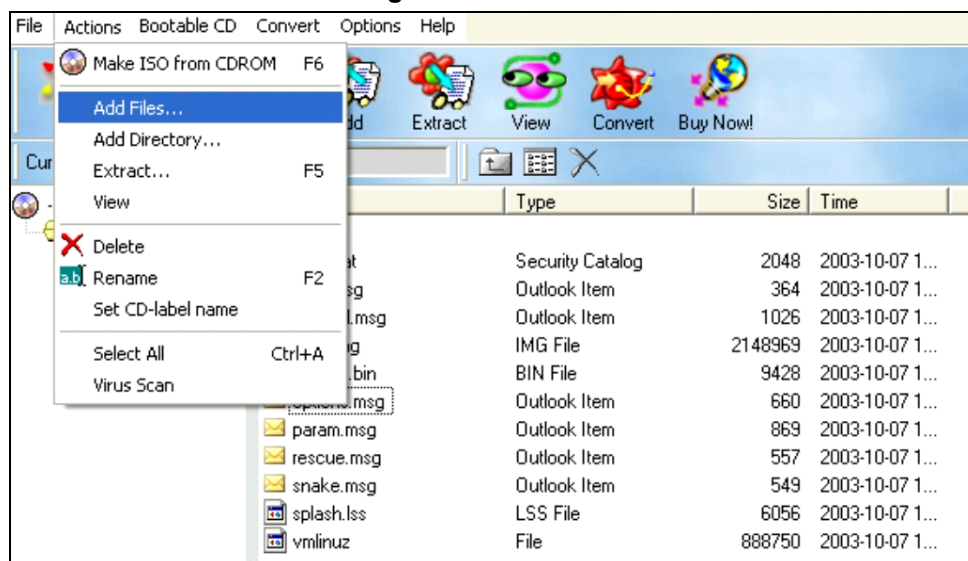 File Actions Bootable CD Convert Options Help
Make ISO from CDROM F6
Add Files...
Add Directory...
Extract... F5
View
Delete
a.b Rename F2
Set CD-label name
Select All Ctrl+A
Virus Scan
Extract View Convert Buy Now!
Type Size Time
Security Catalog 2048 2003-10-07 1...
Outlook Item 364 2003-10-07 1...
.msg Outlook Item 1026 2003-10-07 1...
IMG File 2148969 2003-10-07 1...
.bin BIN File 9428 2003-10-07 1...
options.msg Outlook Item 660 2003-10-07 1...
param.msg Outlook Item 869 2003-10-07 1...
rescue.msg Outlook Item 557 2003-10-07 1...
snake.msg Outlook Item 549 2003-10-07 1...
splash.lss LSS File 6056 2003-10-07 1...
vmlinuz File 888750 2003-10-07 1...